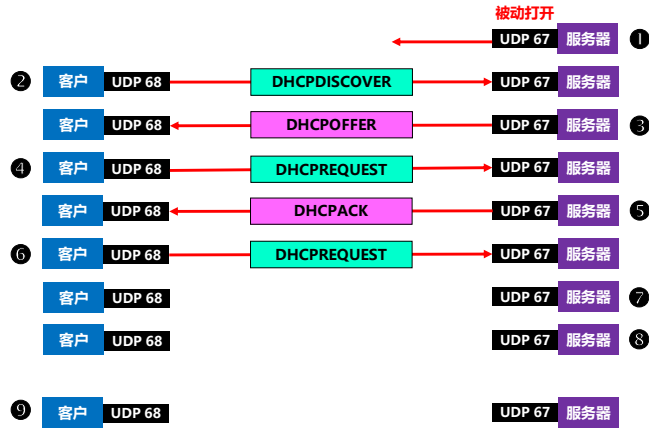 被动打开
UDP 67 服务器 ❶
❷ 客户 UDP 68 DHCPDISCOVER UDP 67 服务器
客户 UDP 68 DHCPOFFER UDP 67 服务器 ❸
❹ 客户 UDP 68 DHCPREQUEST UDP 67 服务器
客户 UDP 68 DHCPACK UDP 67 服务器 ❺
❻ 客户 UDP 68 DHCPREQUEST UDP 67 服务器
客户 UDP 68 UDP 67 服务器 ❼
客户 UDP 68 UDP 67 服务器 ❽
❾ 客户 UDP 68 UDP 67 服务器